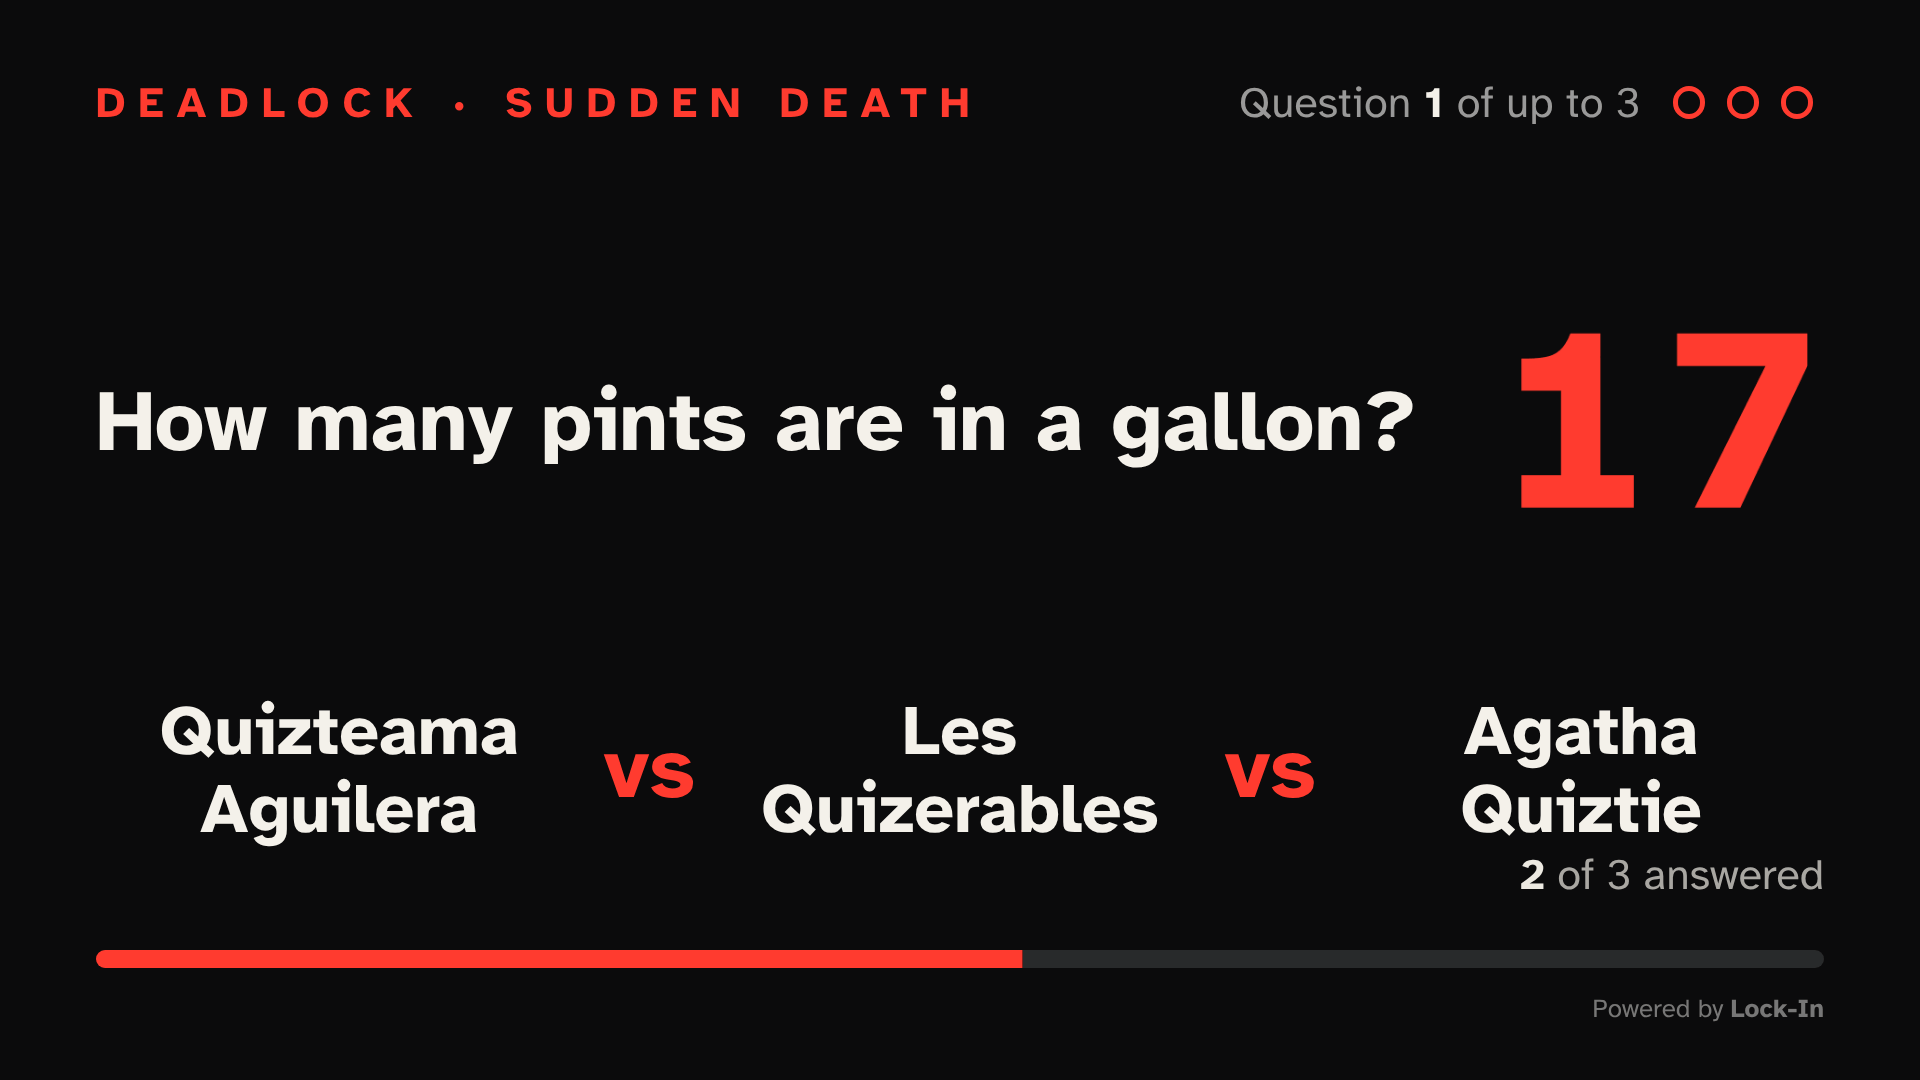 DEADLOCK · SUDDEN DEATH
Question 1 of up to 3
How many pints are in a gallon?
17
Quizteama
Aguilera
vs
Les
Quizerables
vs
Agatha
Quiztie
2 of 3 answered
Powered by Lock-In